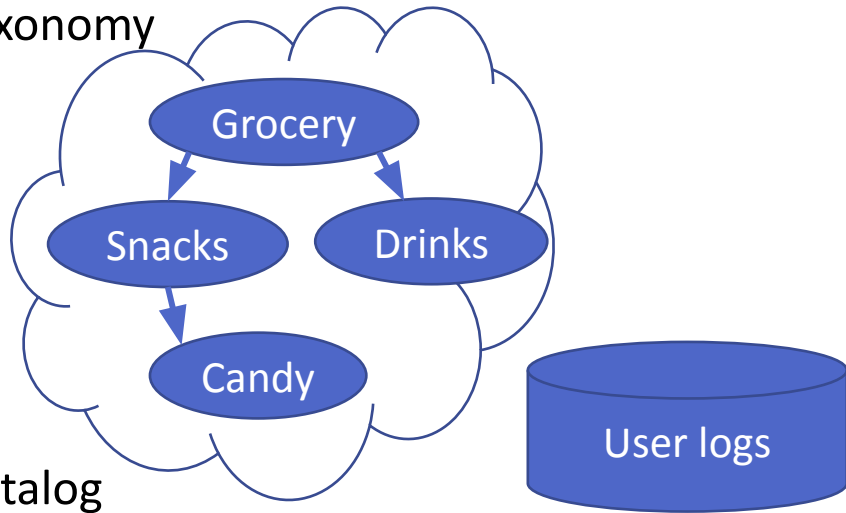 xonomy
Grocery
Snacks
Drinks
Candy
User logs
talog